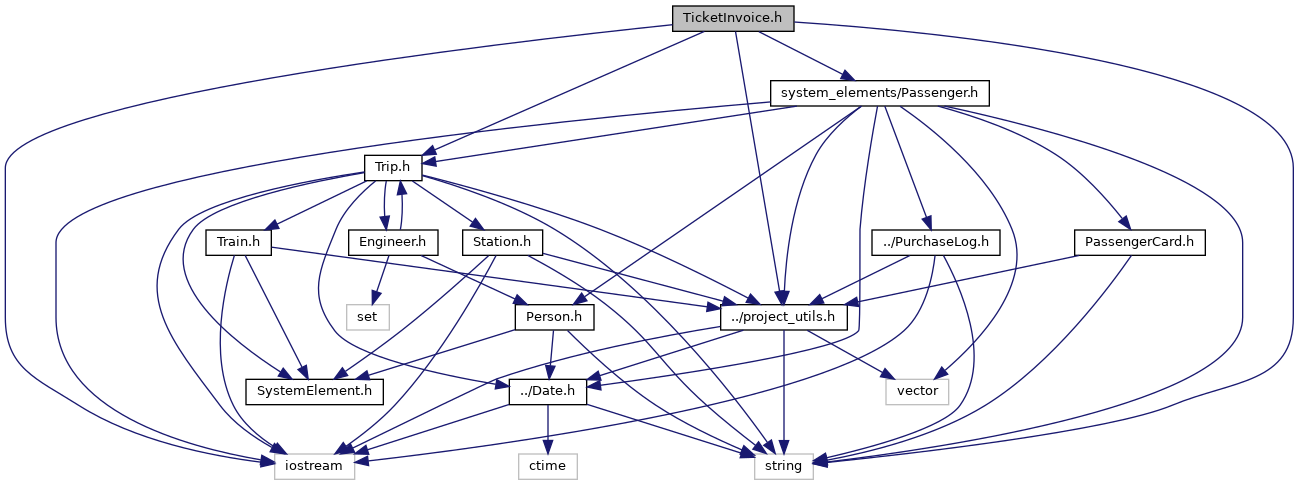 TicketInvoice.h
system_elements/Passenger.h
Trip.h
Train.h
Engineer.h
Station.h
../PurchaseLog.h
PassengerCard.h
set
Person.h
../project_utils.h
SystemElement.h
../Date.h
vector
iostream
ctime
string